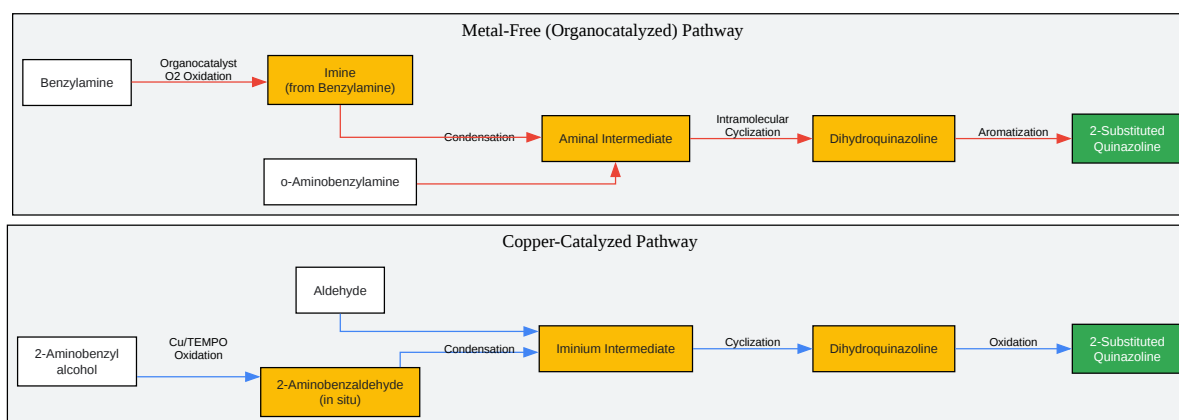 Metal-Free (Organocatalyzed) Pathway
Benzylamine
Organocatalyst
O2 Oxidation
Imine
(from Benzylamine)
Condensation
o-Aminobenzylamine
Aminal Intermediate
Intramolecular
Cyclization
Dihydroquinazoline
Aromatization
2-Substituted
Quinazoline
Copper-Catalyzed Pathway
Aldehyde
2-Aminobenzyl
alcohol
Cu/TEMPO
Oxidation
2-Aminobenzaldehyde
(in situ)
Condensation
Iminium Intermediate
Cyclization
Dihydroquinazoline
Oxidation
2-Substituted
Quinazoline